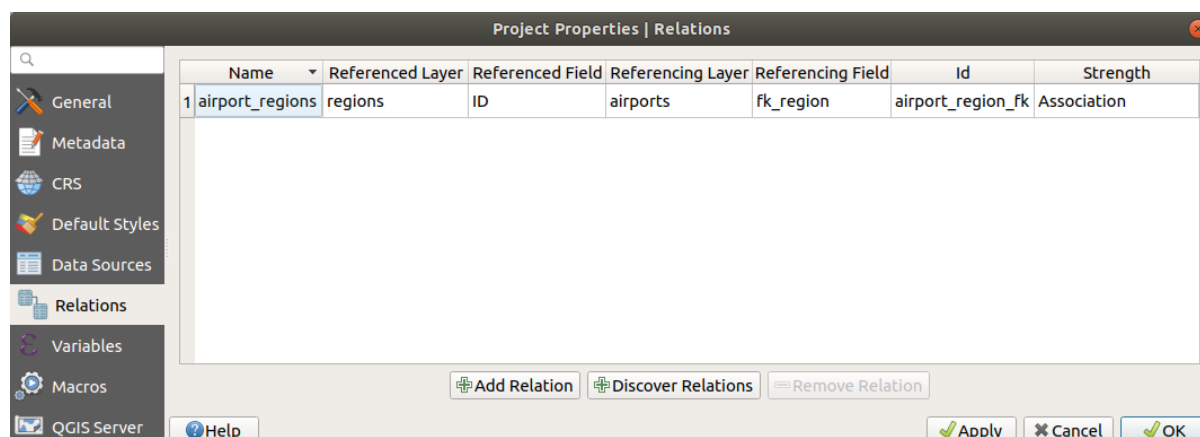 Project Properties | Relations
General
Metadata
CRS
Default Styles
Data Sources
Relations
Variables
Macros
QGIS Server
Name Referenced Layer Referenced Field Referencing Layer Referencing Field Id Strength
1 airport_regions regions ID airports fk_region airport_region_fk Association
Add Relation Discover Relations Remove Relation
Help Apply Cancel OK